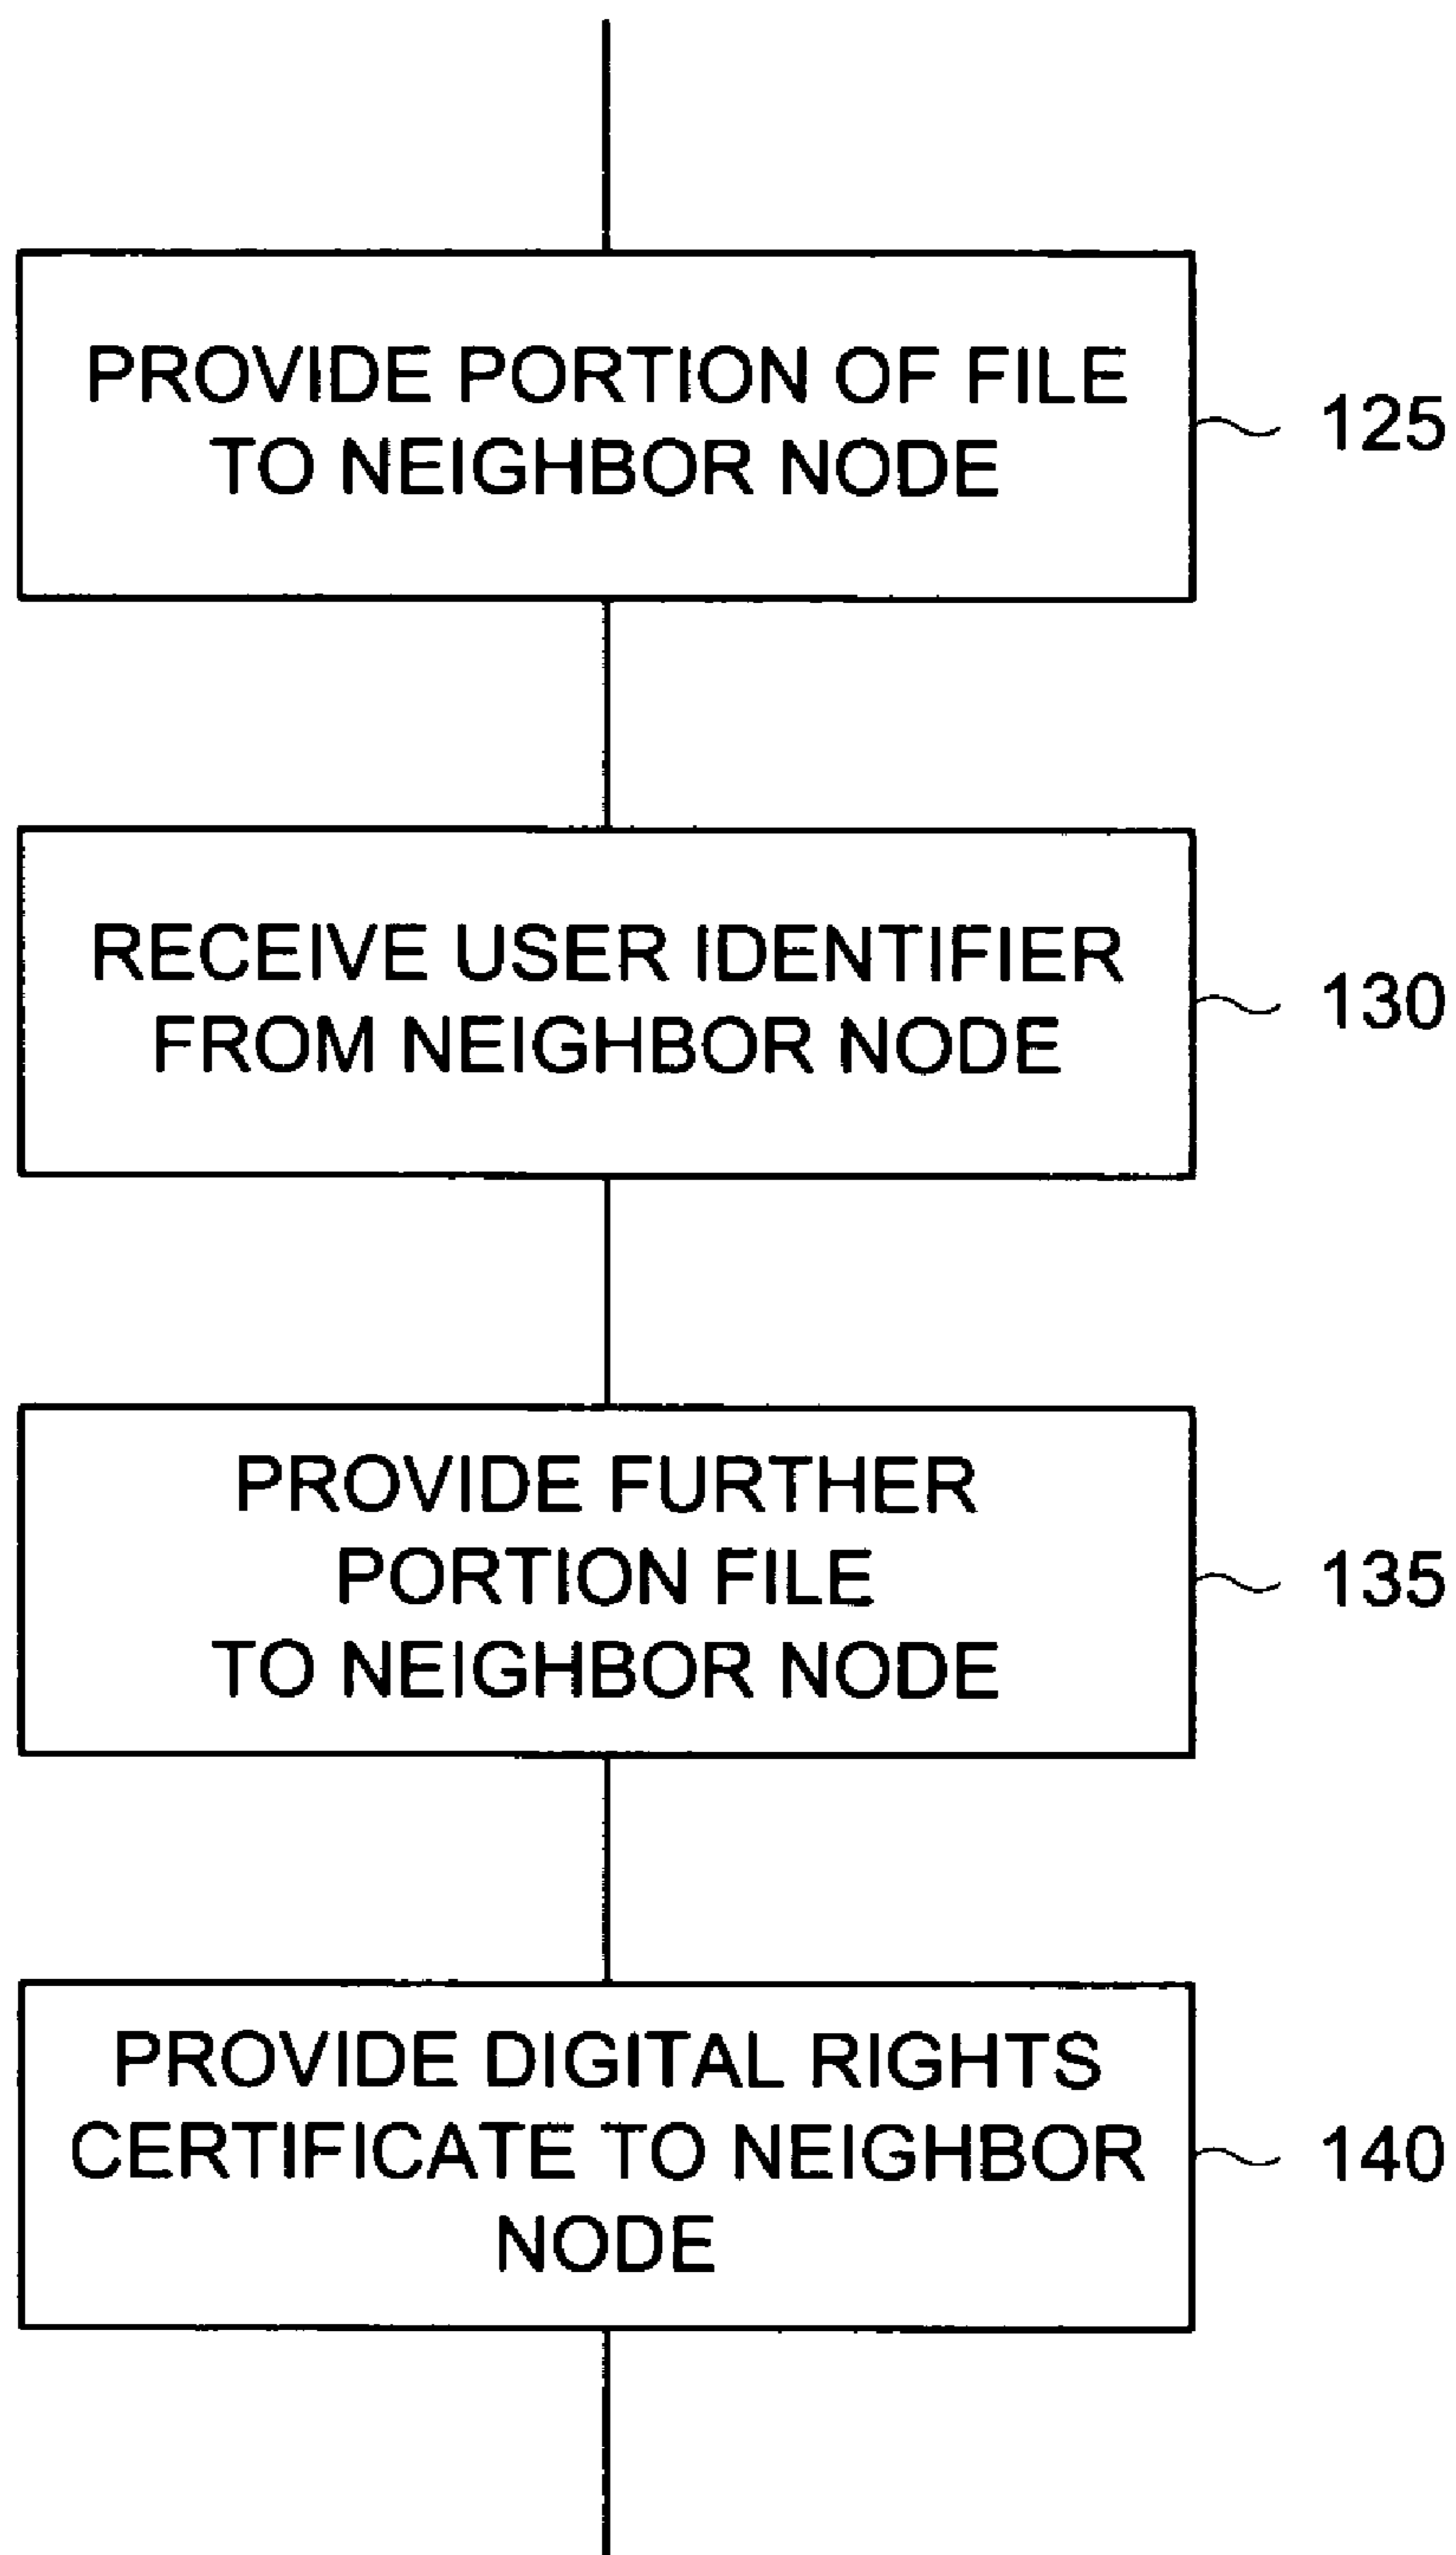 PROVIDE PORTION OF FILE
TO NEIGHBOR NODE
125
RECEIVE USER IDENTIFIER
FROM NEIGHBOR NODE
130
PROVIDE FURTHER
PORTION FILE
TO NEIGHBOR NODE
135
PROVIDE DIGITAL RIGHTS
CERTIFICATE TO NEIGHBOR
NODE
140